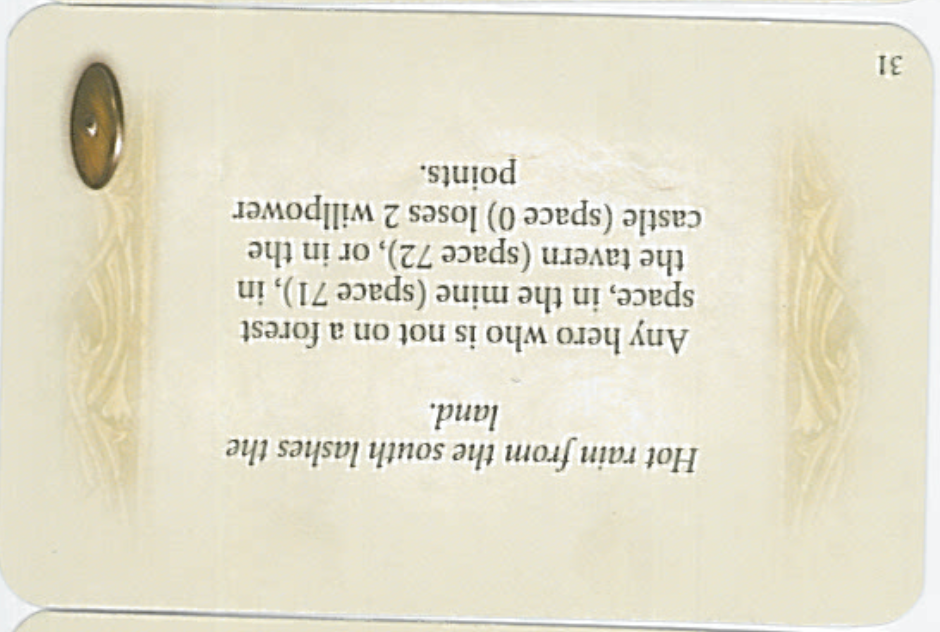 Hot rain from the south lashes the
land.
Any hero who is not on a forest
space, in the mine (space 71), in
the tavern (space 72), or in the
castle (space 0) loses 2 willpower
points.
31